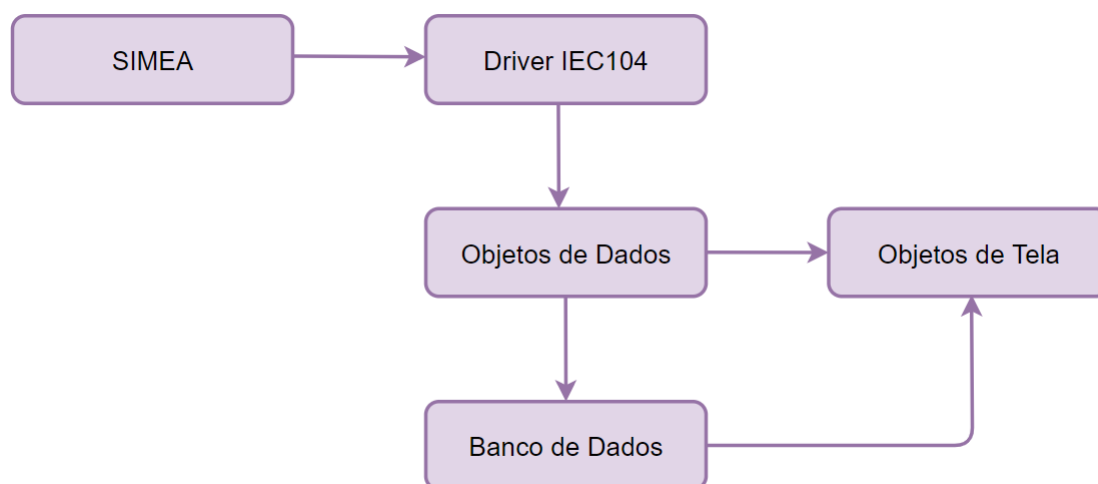 SIMEA
Driver IEC104
Objetos de Dados
Objetos de Tela
Banco de Dados